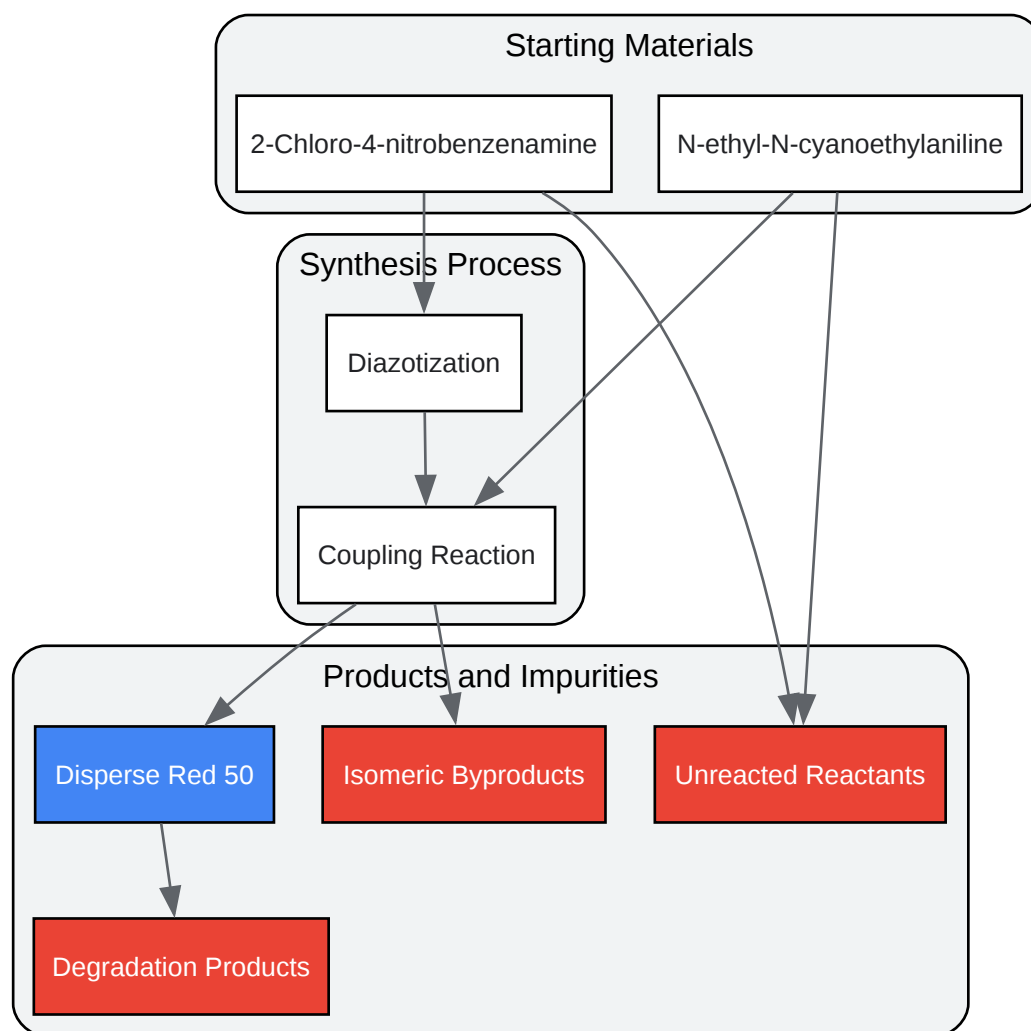 Starting Materials
2-Chloro-4-nitrobenzenamine
N-ethyl-N-cyanoethylaniline
Synthesis Process
Diazotization
Coupling Reaction
Products and Impurities
Disperse Red 50
Isomeric Byproducts
Unreacted Reactants
Degradation Products